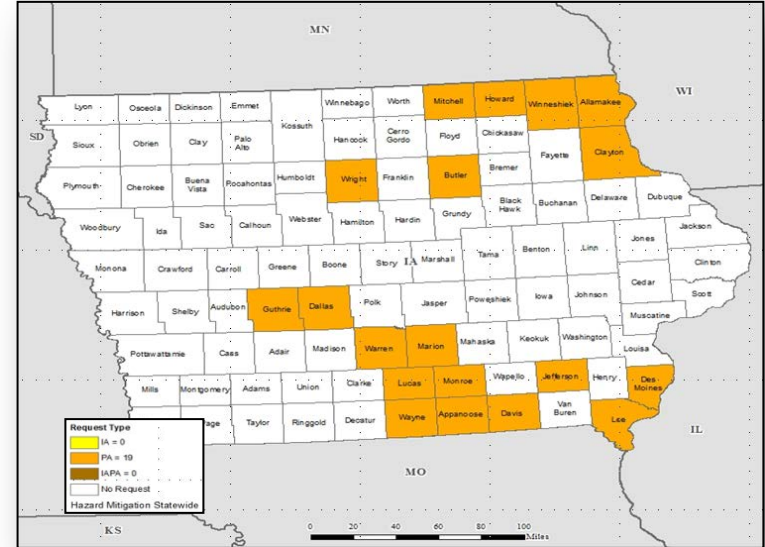 MN
WI
SD
Lyon Osceola Dickinson Emmet Winnebago Worth Mitchell Howard Winneshiek Allamakee
Kossuth
Sioux Obrien Clay Palo Alto Hancock Cerro Gordo Floyd Chickasaw
Fayette Clayton
Plymouth Cherokee Buena Vista Pocahontas Humboldt Wright Franklin Butler Bremer
Woodbury Ida Sac Calhoun Webster Hamilton Hardin Grundy Black Hawk Buchanan Delaware Dubuque
Monona Crawford Carroll Greene Boone Story IA Marshall Tama Benton Linn Jones Jackson
Clinton
Cedar
Harrison Shelby Audubon Guthrie Dallas Polk Jasper Poweshiek Iowa Johnson Scott
Muscatine
Pottawattamie Cass Adair Madison Warren Marion Mahaska Keokuk Washington Louisa
Mills Montgomery Adams Union Clarke Lucas Monroe Wapello Jefferson Henry Des Moines
Taylor Ringgold Decatur Wayne Appanoose Davis Van Buren Lee
IL
MO
KS
Request Type
IA = 0
PA = 19
IAPA = 0
No Request
Hazard Mitigation Statewide
0 20 40 60 80 100
Miles